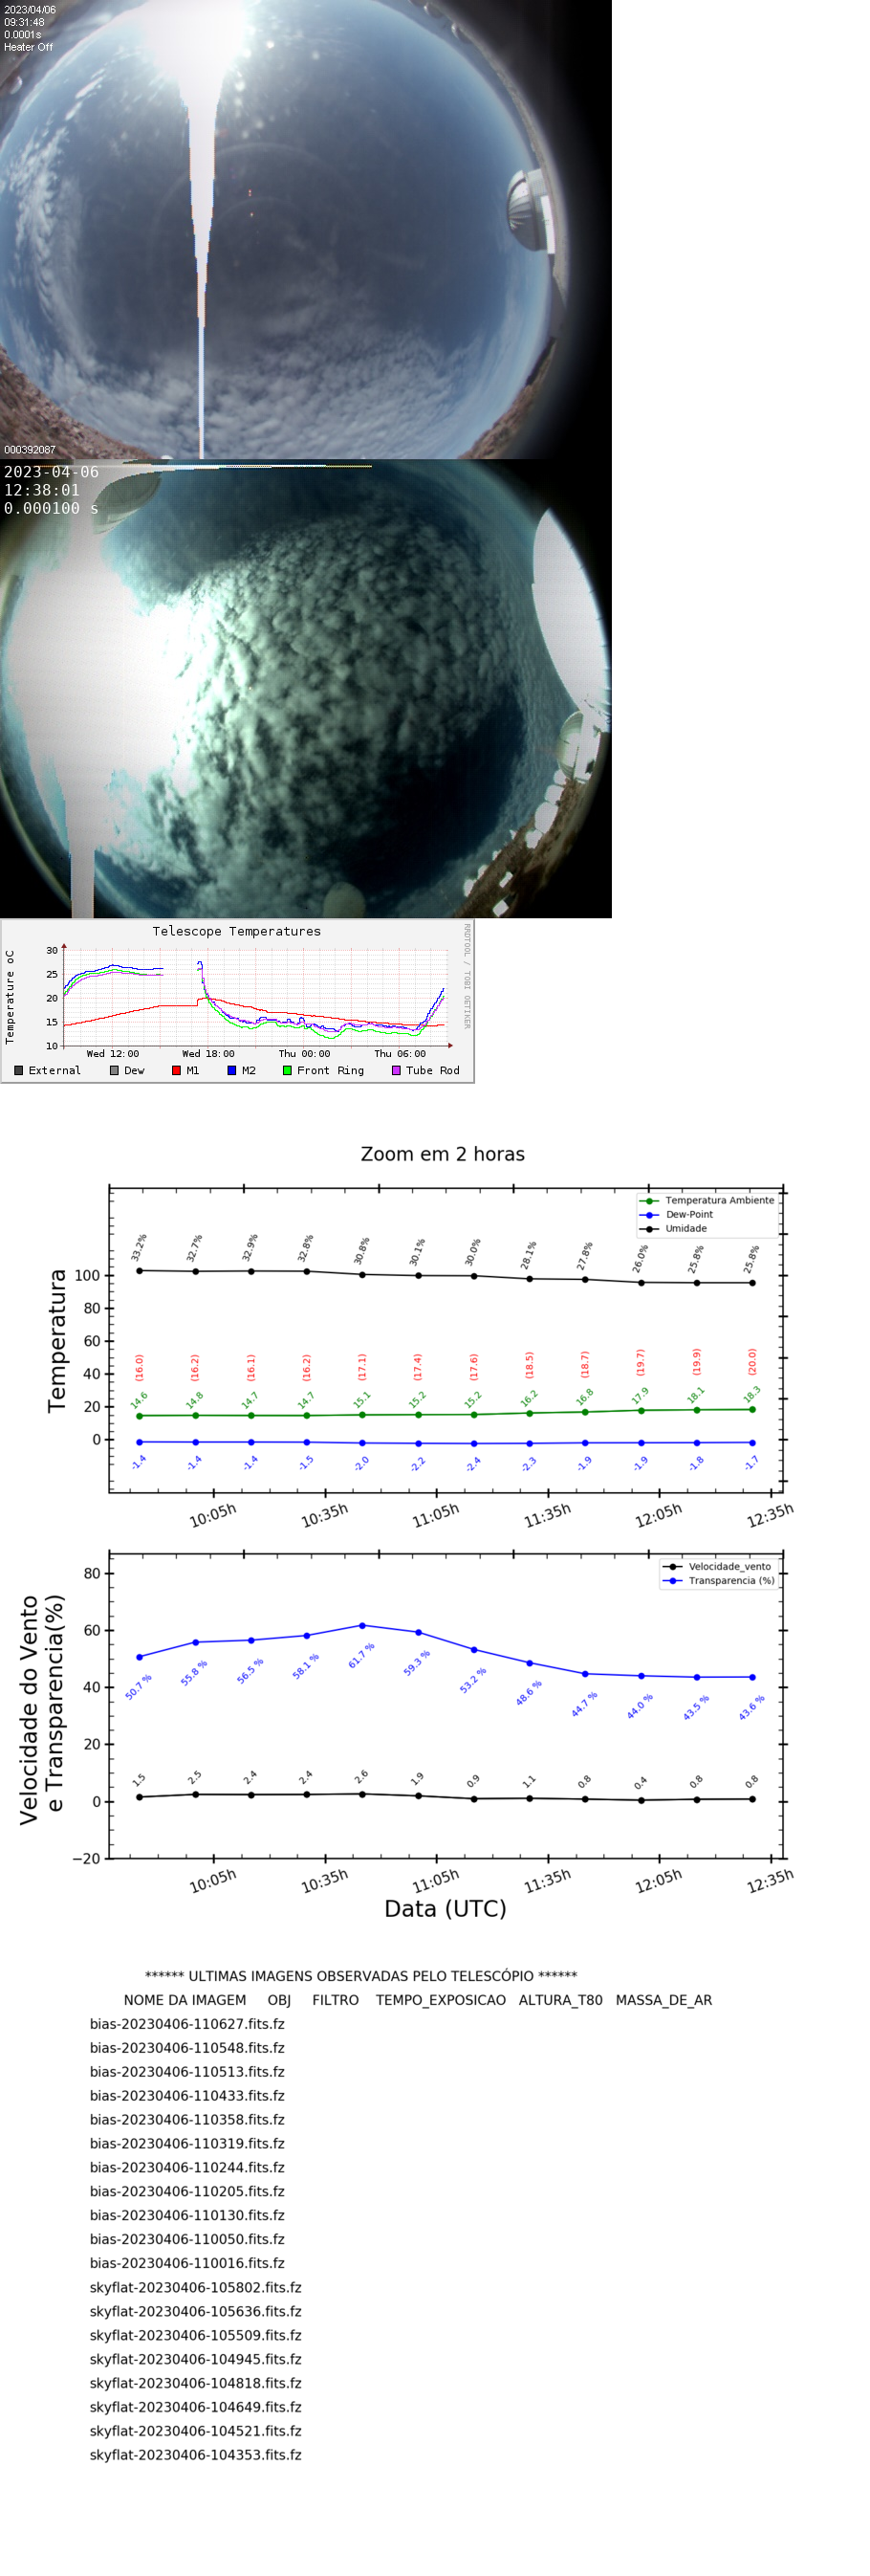 2023/04/06
09:31:48
0.0001s
Heater Off
000392087
2023-04-06
12:38:01
0.000100 s
Telescope Temperatures
RRDTOOL / TOBI OETIKER
Temperature oC
30
25
20
15
10
Wed 12:00 Wed 18:00 Thu 00:00 Thu 06:00
External Dew M1 M2 Front Ring Tube Rod
Zoom em 2 horas
Temperatura Ambiente
Dew-Point
Umidade
Temperatura
100
80
60
40
20
0
33.2% 32.7% 32.9% 32.8% 30.8% 30.1% 30.0% 28.1% 27.8% 26.0% 25.8% 25.8%
(16.0) (16.2) (16.1) (16.2) (17.1) (17.4) (17.6) (18.5) (18.7) (19.7) (19.9) (20.0)
14.6 14.8 14.7 14.7 15.1 15.2 15.2 16.2 16.8 17.9 18.1 18.3
-1.4 -1.4 -1.4 -1.5 -2.0 -2.2 -2.4 -2.3 -1.9 -1.9 -1.8 -1.7
10:05h 10:35h 11:05h 11:35h 12:05h 12:35h
Velocidade_vento
Transparencia (%)
Velocidade do Vento
e Transparencia(%)
80
60
40
20
0
−20
50.7 % 55.8 % 56.5 % 58.1 % 61.7 % 59.3 % 53.2 % 48.6 % 44.7 % 44.0 % 43.5 % 43.6 %
1.5 2.5 2.4 2.4 2.6 1.9 0.9 1.1 0.8 0.4 0.8 0.8
10:05h 10:35h 11:05h 11:35h 12:05h 12:35h
Data (UTC)
****** ULTIMAS IMAGENS OBSERVADAS PELO TELESCÓPIO ******
NOME DA IMAGEM OBJ FILTRO TEMPO_EXPOSICAO ALTURA_T80 MASSA_DE_AR
bias-20230406-110627.fits.fz
bias-20230406-110548.fits.fz
bias-20230406-110513.fits.fz
bias-20230406-110433.fits.fz
bias-20230406-110358.fits.fz
bias-20230406-110319.fits.fz
bias-20230406-110244.fits.fz
bias-20230406-110205.fits.fz
bias-20230406-110130.fits.fz
bias-20230406-110050.fits.fz
bias-20230406-110016.fits.fz
skyflat-20230406-105802.fits.fz
skyflat-20230406-105636.fits.fz
skyflat-20230406-105509.fits.fz
skyflat-20230406-104945.fits.fz
skyflat-20230406-104818.fits.fz
skyflat-20230406-104649.fits.fz
skyflat-20230406-104521.fits.fz
skyflat-20230406-104353.fits.fz